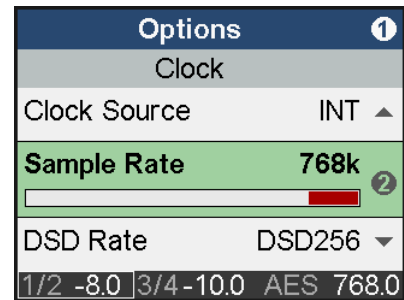 Options 1
Clock
Clock Source INT
Sample Rate 768k
2
DSD Rate DSD256
1/2 -8.0 3/4 -10.0 AES 768.0